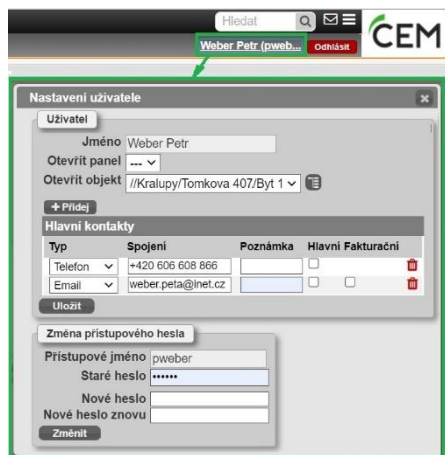 Hledat
CEM
Weber Petr (pweb... Odhlásit
Nastavení uživatele
Uživatel
Jméno Weber Petr
Otevřít panel ---
Otevřít objekt //Kralupy/Tomkova 407/Byt 1
+ Přidej
Hlavní kontakty
Typ Spojení Poznámka Hlavní Fakturační
Telefon +420 606 608 866
Email weber.peta@inet.cz
Uložit
Změna přístupového hesla
Přístupové jméno pweber
Staré heslo ••••••
Nové heslo
Nové heslo znovu
Změnit